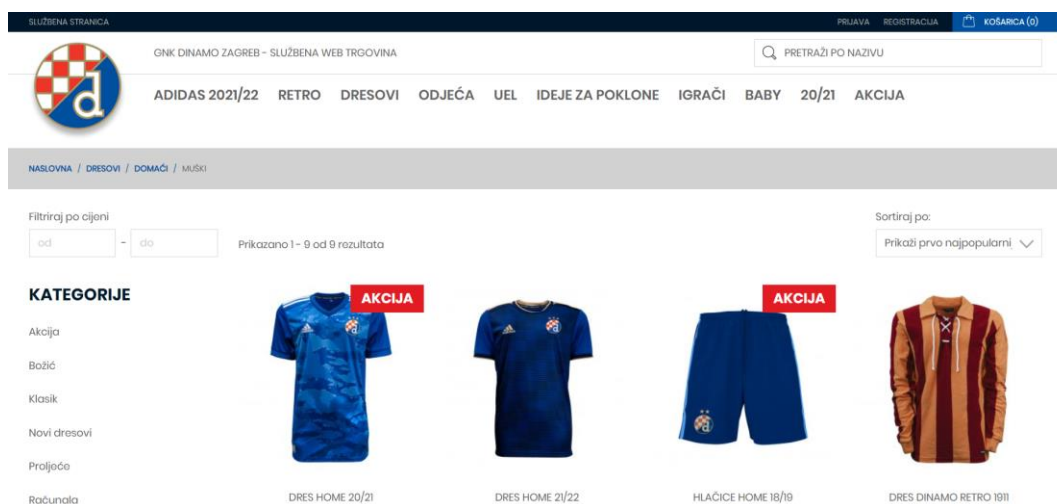 SLUŽBENA STRANICA
PRIJAVA REGISTRACIJA KOŠARICA (0)
GNK DINAMO ZAGREB - SLUŽBENA WEB TRGOVINA
PRETRAŽI PO NAZIVU
ADIDAS 2021/22 RETRO DRESOVI ODJEĆA UEL IDEJE ZA POKLONE IGRAČI BABY 20/21 AKCIJA
NASLOVNA / DRESOVI / DOMAĆI / MUŠKI
Filtriraj po cijeni
od - do
Prikazano 1 - 9 od 9 rezultata
Sortiraj po:
Prikaži prvo najpopularni
KATEGORIJE
Akcija
Božić
Klasik
Novi dresovi
Proljeće
Računala
AKCIJA
AKCIJA
DRES HOME 20/21
DRES HOME 21/22
HLAČICE HOME 18/19
DRES DINAMO RETRO 1911